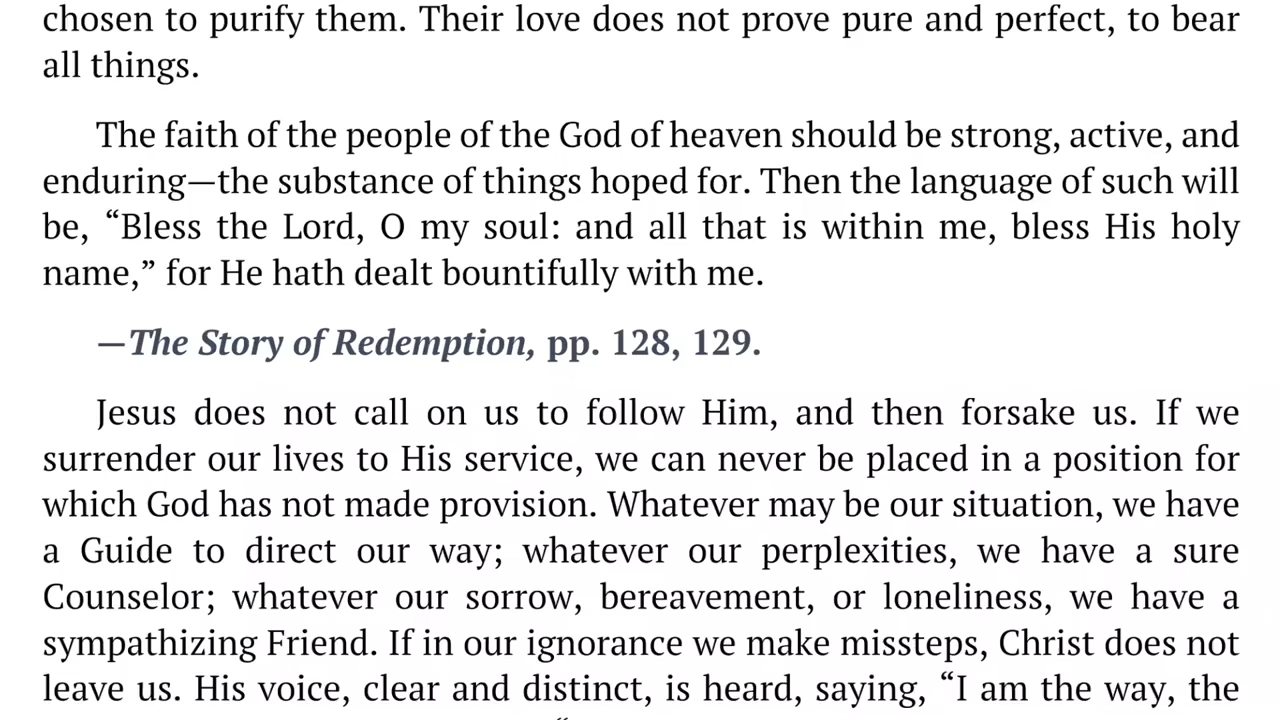 chosen to purify them. Their love does not prove pure and perfect, to bear
all things.
The faith of the people of the God of heaven should be strong, active, and
enduring—the substance of things hoped for. Then the language of such will
be, “Bless the Lord, O my soul: and all that is within me, bless His holy
name,” for He hath dealt bountifully with me.
—The Story of Redemption, pp. 128, 129.
Jesus does not call on us to follow Him, and then forsake us. If we
surrender our lives to His service, we can never be placed in a position for
which God has not made provision. Whatever may be our situation, we have
a Guide to direct our way; whatever our perplexities, we have a sure
Counselor; whatever our sorrow, bereavement, or loneliness, we have a
sympathizing Friend. If in our ignorance we make missteps, Christ does not
leave us. His voice, clear and distinct, is heard, saying, “I am the way, the